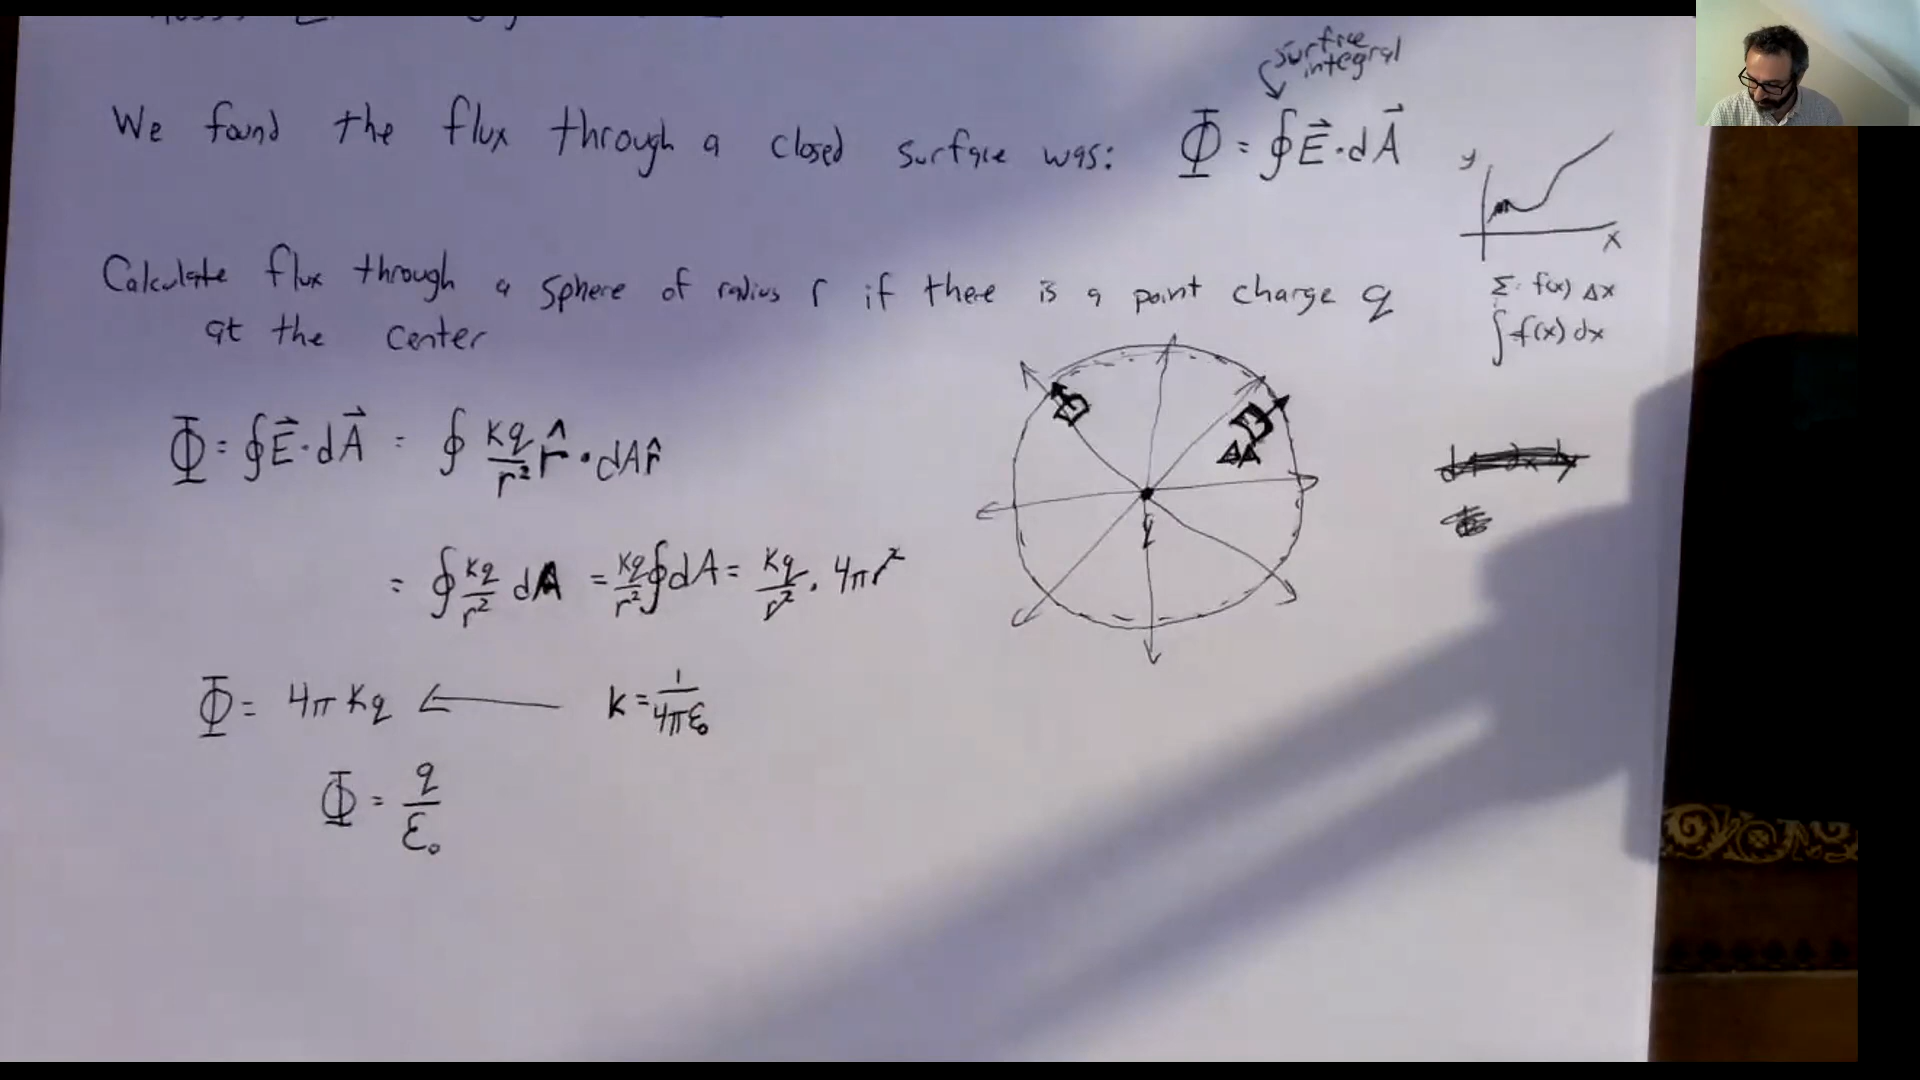 surface
integral
We found the flux through a closed surface was: Φ = ∮E⃗·dA⃗
y
x
Calculate flux through a sphere of radius r if there is a point charge q
at the center
Σ f(x) Δx
∫f(x) dx
Φ = ∮E⃗·dA⃗ = ∮ kq/r² r̂ · dA r̂
ΔA
q
= ∮ kq/r² dA = kq/r² ∮dA = kq/r² · 4πr²
Φ = 4πkq ← k = 1/4πε₀
Φ = q/ε₀